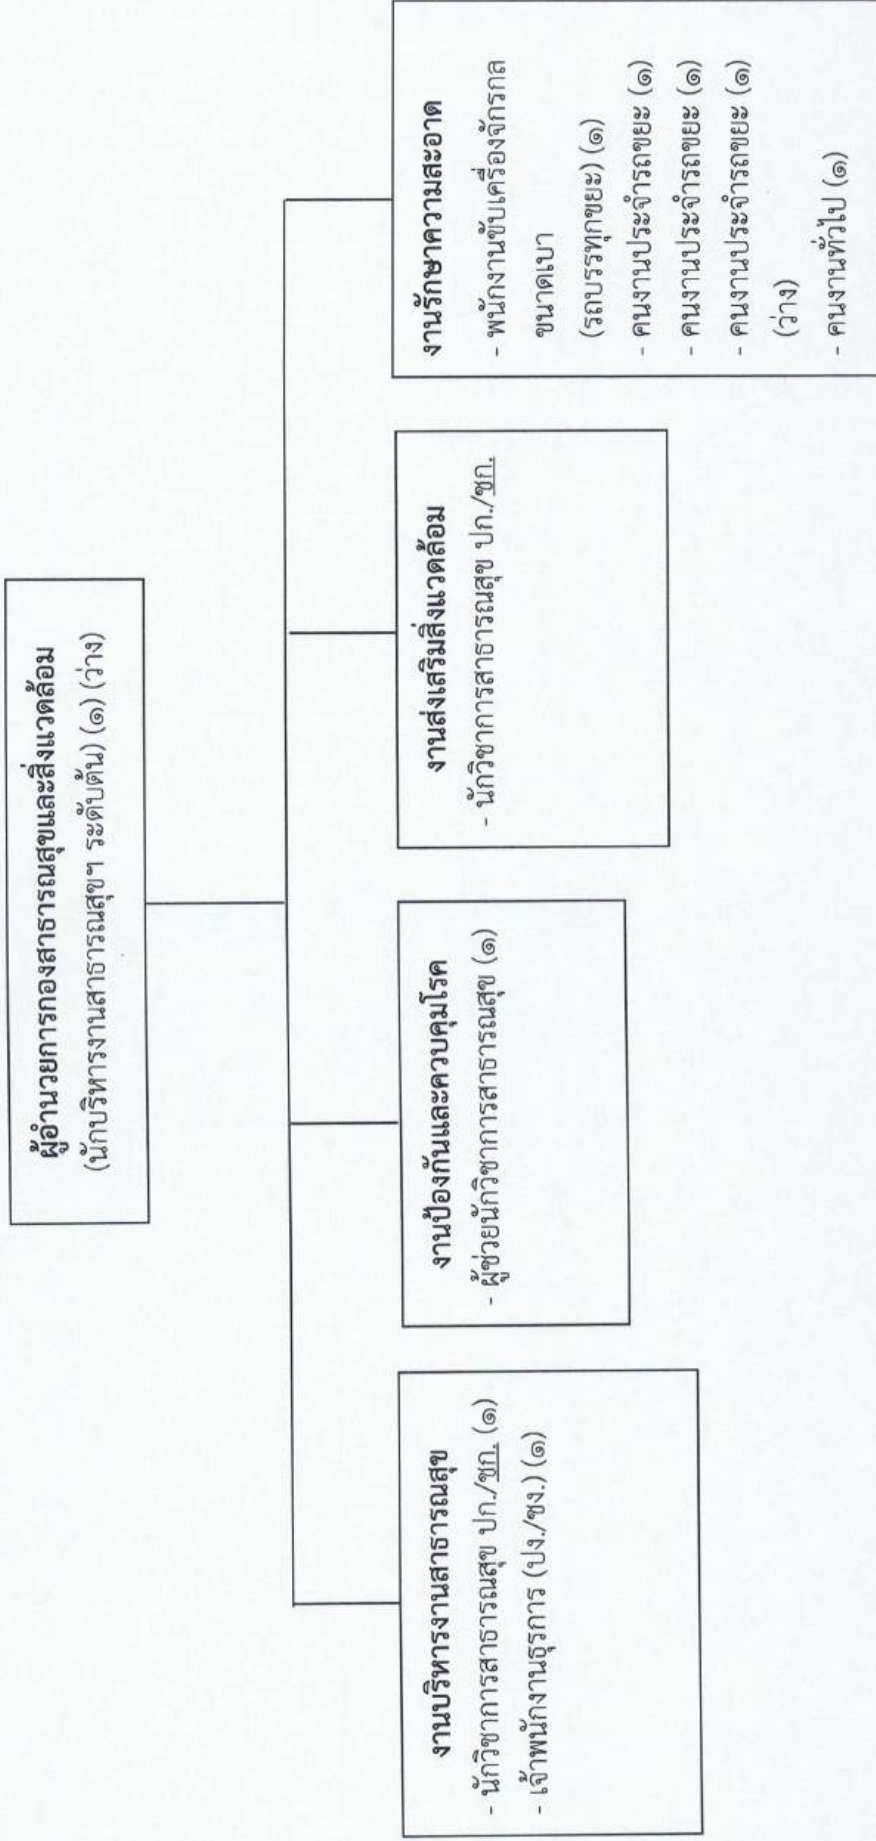 ผู้อำนวยการกองสาธารณสุขและสิ่งแวดล้อม
(นักบริหารงานสาธารณสุขฯ ระดับต้น) (๑) (ว่าง)
งานบริหารงานสาธารณสุข
- นักวิชาการสาธารณสุข ปก./ชก. (๑)
- เจ้าพนักงานธุรการ (ปง./ชง.) (๑)
งานป้องกันและควบคุมโรค
- ผู้ช่วยนักวิชาการสาธารณสุข (๑)
งานส่งเสริมสิ่งแวดล้อม
- นักวิชาการสาธารณสุข ปก./ชก.
งานรักษาความสะอาด
- พนักงานขับเครื่องจักรกล
ขนาดเบา
(รถบรรทุกขยะ) (๑)
- คนงานประจำรถขยะ (๑)
- คนงานประจำรถขยะ (๑)
- คนงานประจำรถขยะ (๑)
(ว่าง)
- คนงานทั่วไป (๑)